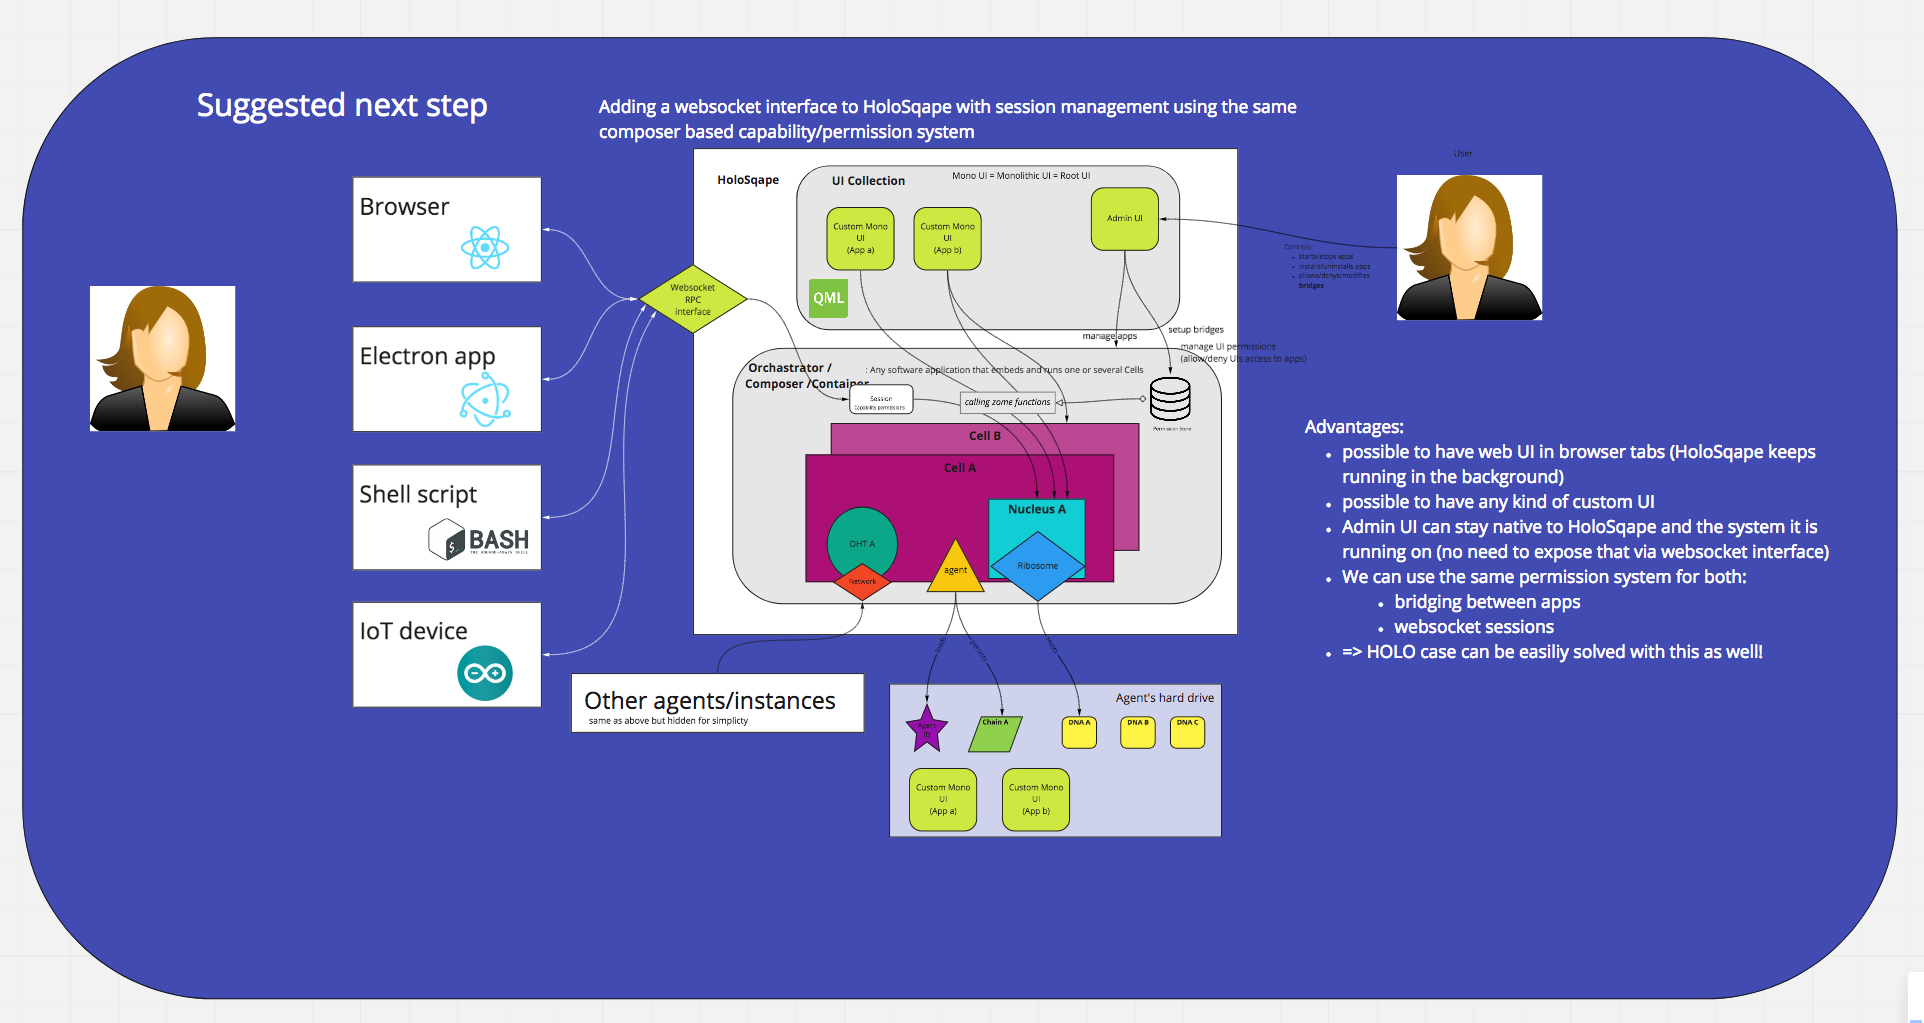 Suggested next step
Adding a websocket interface to HoloSqape with session management using the same
composer based capability/permission system
User
Browser
Electron app
Shell script
BASH
THE BOURNE-AGAIN SHELL
IoT device
Websocket
RPC
interface
HoloSqape
UI Collection
Mono UI = Monolithic UI = Root UI
Custom Mono
UI
(App a)
Custom Mono
UI
(App b)
Admin UI
QML
Controls:
• starts/stops apps
• installs/uninstalls apps
• allows/denys/modifies
bridges
manage apps
setup bridges
manage UI permissions
(allow/deny UIs access to apps)
Orchastrator /
Composer /Container
: Any software application that embeds and runs one or several Cells
Session
Capability permissions
calling zome functions
Permission Store
Cell B
Cell A
Nucleus A
DHT A
Network
agent
Ribosome
loads
persists
hosts
Other agents/instances
same as above but hidden for simplicty
Agent's hard drive
Agent
ID
Chain A
DNA A
DNA B
DNA C
Custom Mono
UI
(App a)
Custom Mono
UI
(App b)
Advantages:
• possible to have web UI in browser tabs (HoloSqape keeps
running in the background)
• possible to have any kind of custom UI
• Admin UI can stay native to HoloSqape and the system it is
running on (no need to expose that via websocket interface)
• We can use the same permission system for both:
• bridging between apps
• websocket sessions
• => HOLO case can be easiliy solved with this as well!